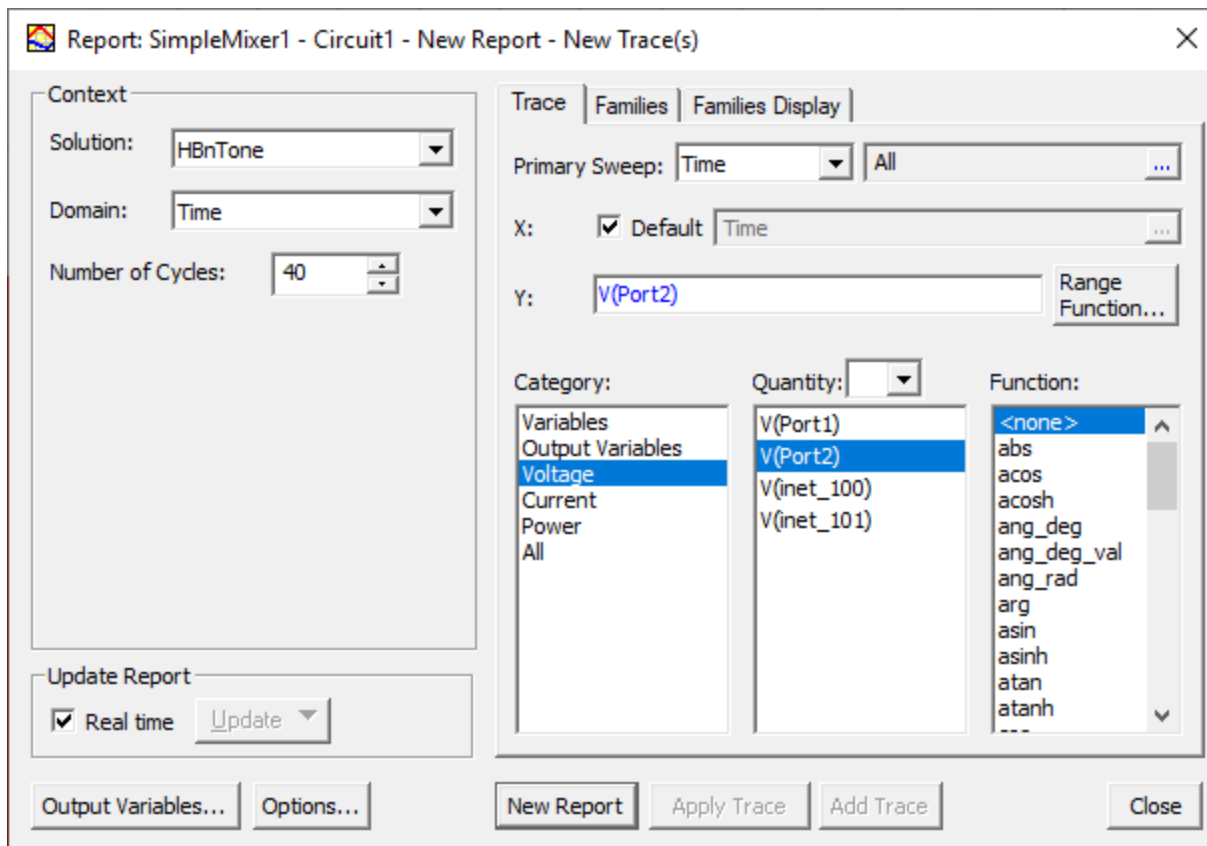 Report: SimpleMixer1 - Circuit1 - New Report - New Trace(s)
Context
Solution: HBnTone
Domain: Time
Number of Cycles: 40
Update Report
Real time Update
Trace Families Families Display
Primary Sweep: Time All ...
X: Default Time ...
Y: V(Port2) Range
Function...
Category:
Variables
Output Variables
Voltage
Current
Power
All
Quantity:
V(Port1)
V(Port2)
V(inet_100)
V(inet_101)
Function:
<none>
abs
acos
acosh
ang_deg
ang_deg_val
ang_rad
arg
asin
asinh
atan
atanh
Output Variables... Options... New Report Apply Trace Add Trace Close